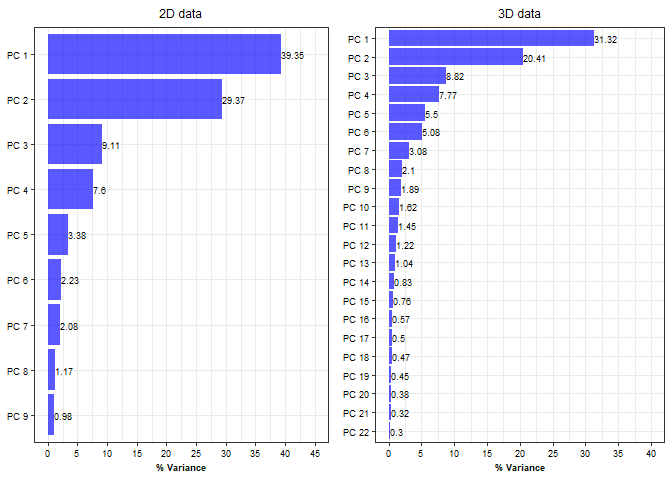 2D data
PC 1 39.35
PC 2 29.37
PC 3 9.11
PC 4 7.6
PC 5 3.38
PC 6 2.23
PC 7 2.08
PC 8 1.17
PC 9 0.98
0 5 10 15 20 25 30 35 40 45
% Variance
3D data
PC 1 31.32
PC 2 20.41
PC 3 8.82
PC 4 7.77
PC 5 5.5
PC 6 5.08
PC 7 3.08
PC 8 2.1
PC 9 1.89
PC 10 1.62
PC 11 1.45
PC 12 1.22
PC 13 1.04
PC 14 0.83
PC 15 0.76
PC 16 0.57
PC 17 0.5
PC 18 0.47
PC 19 0.45
PC 20 0.38
PC 21 0.32
PC 22 0.3
0 5 10 15 20 25 30 35 40
% Variance